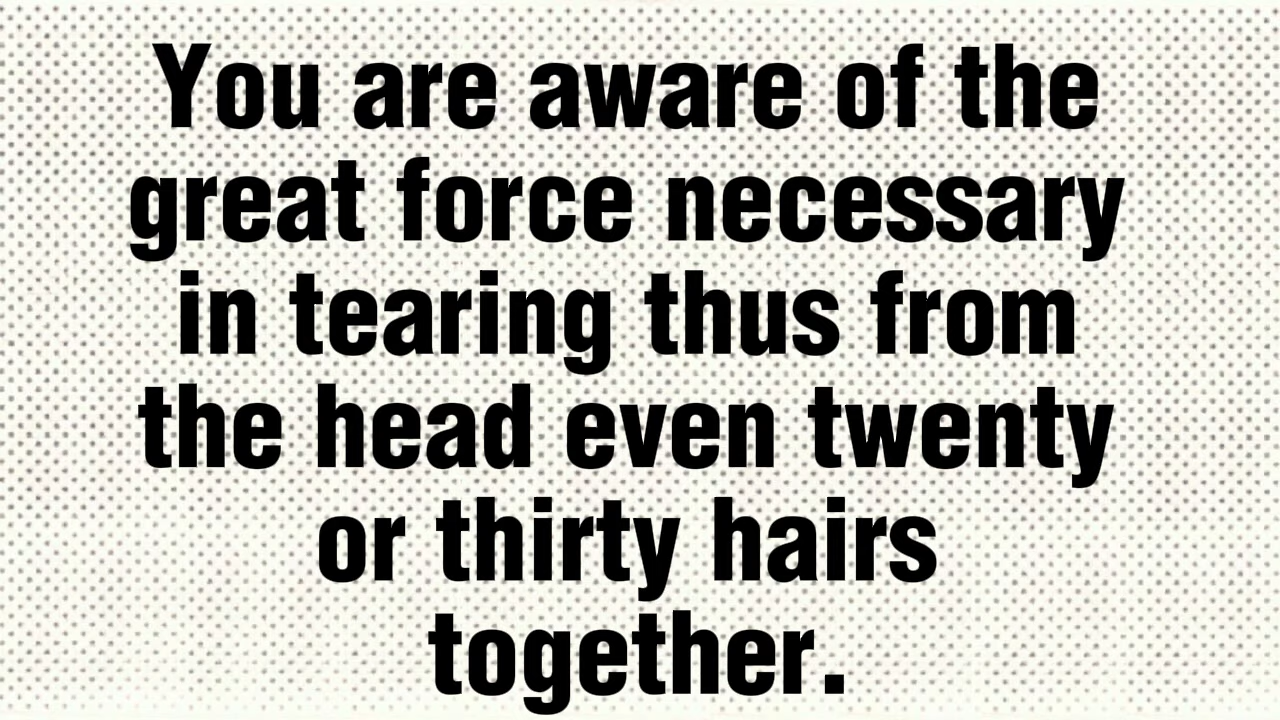 You are aware of the
great force necessary
in tearing thus from
the head even twenty
or thirty hairs
together.